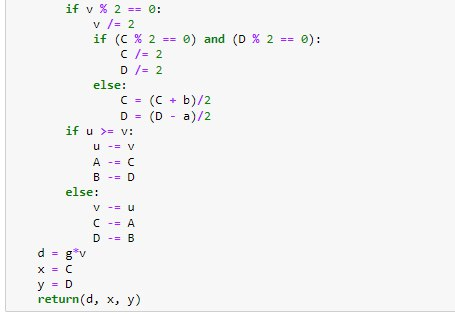 if v % 2 == 0:
v /= 2
if (C % 2 == 0) and (D % 2 == 0):
C /= 2
D /= 2
else:
C = (C + b)/2
D = (D - a)/2
if u >= v:
u -= v
A -= C
B -= D
else:
v -= u
C -= A
D -= B
d = g*v
x = C
y = D
return(d, x, y)